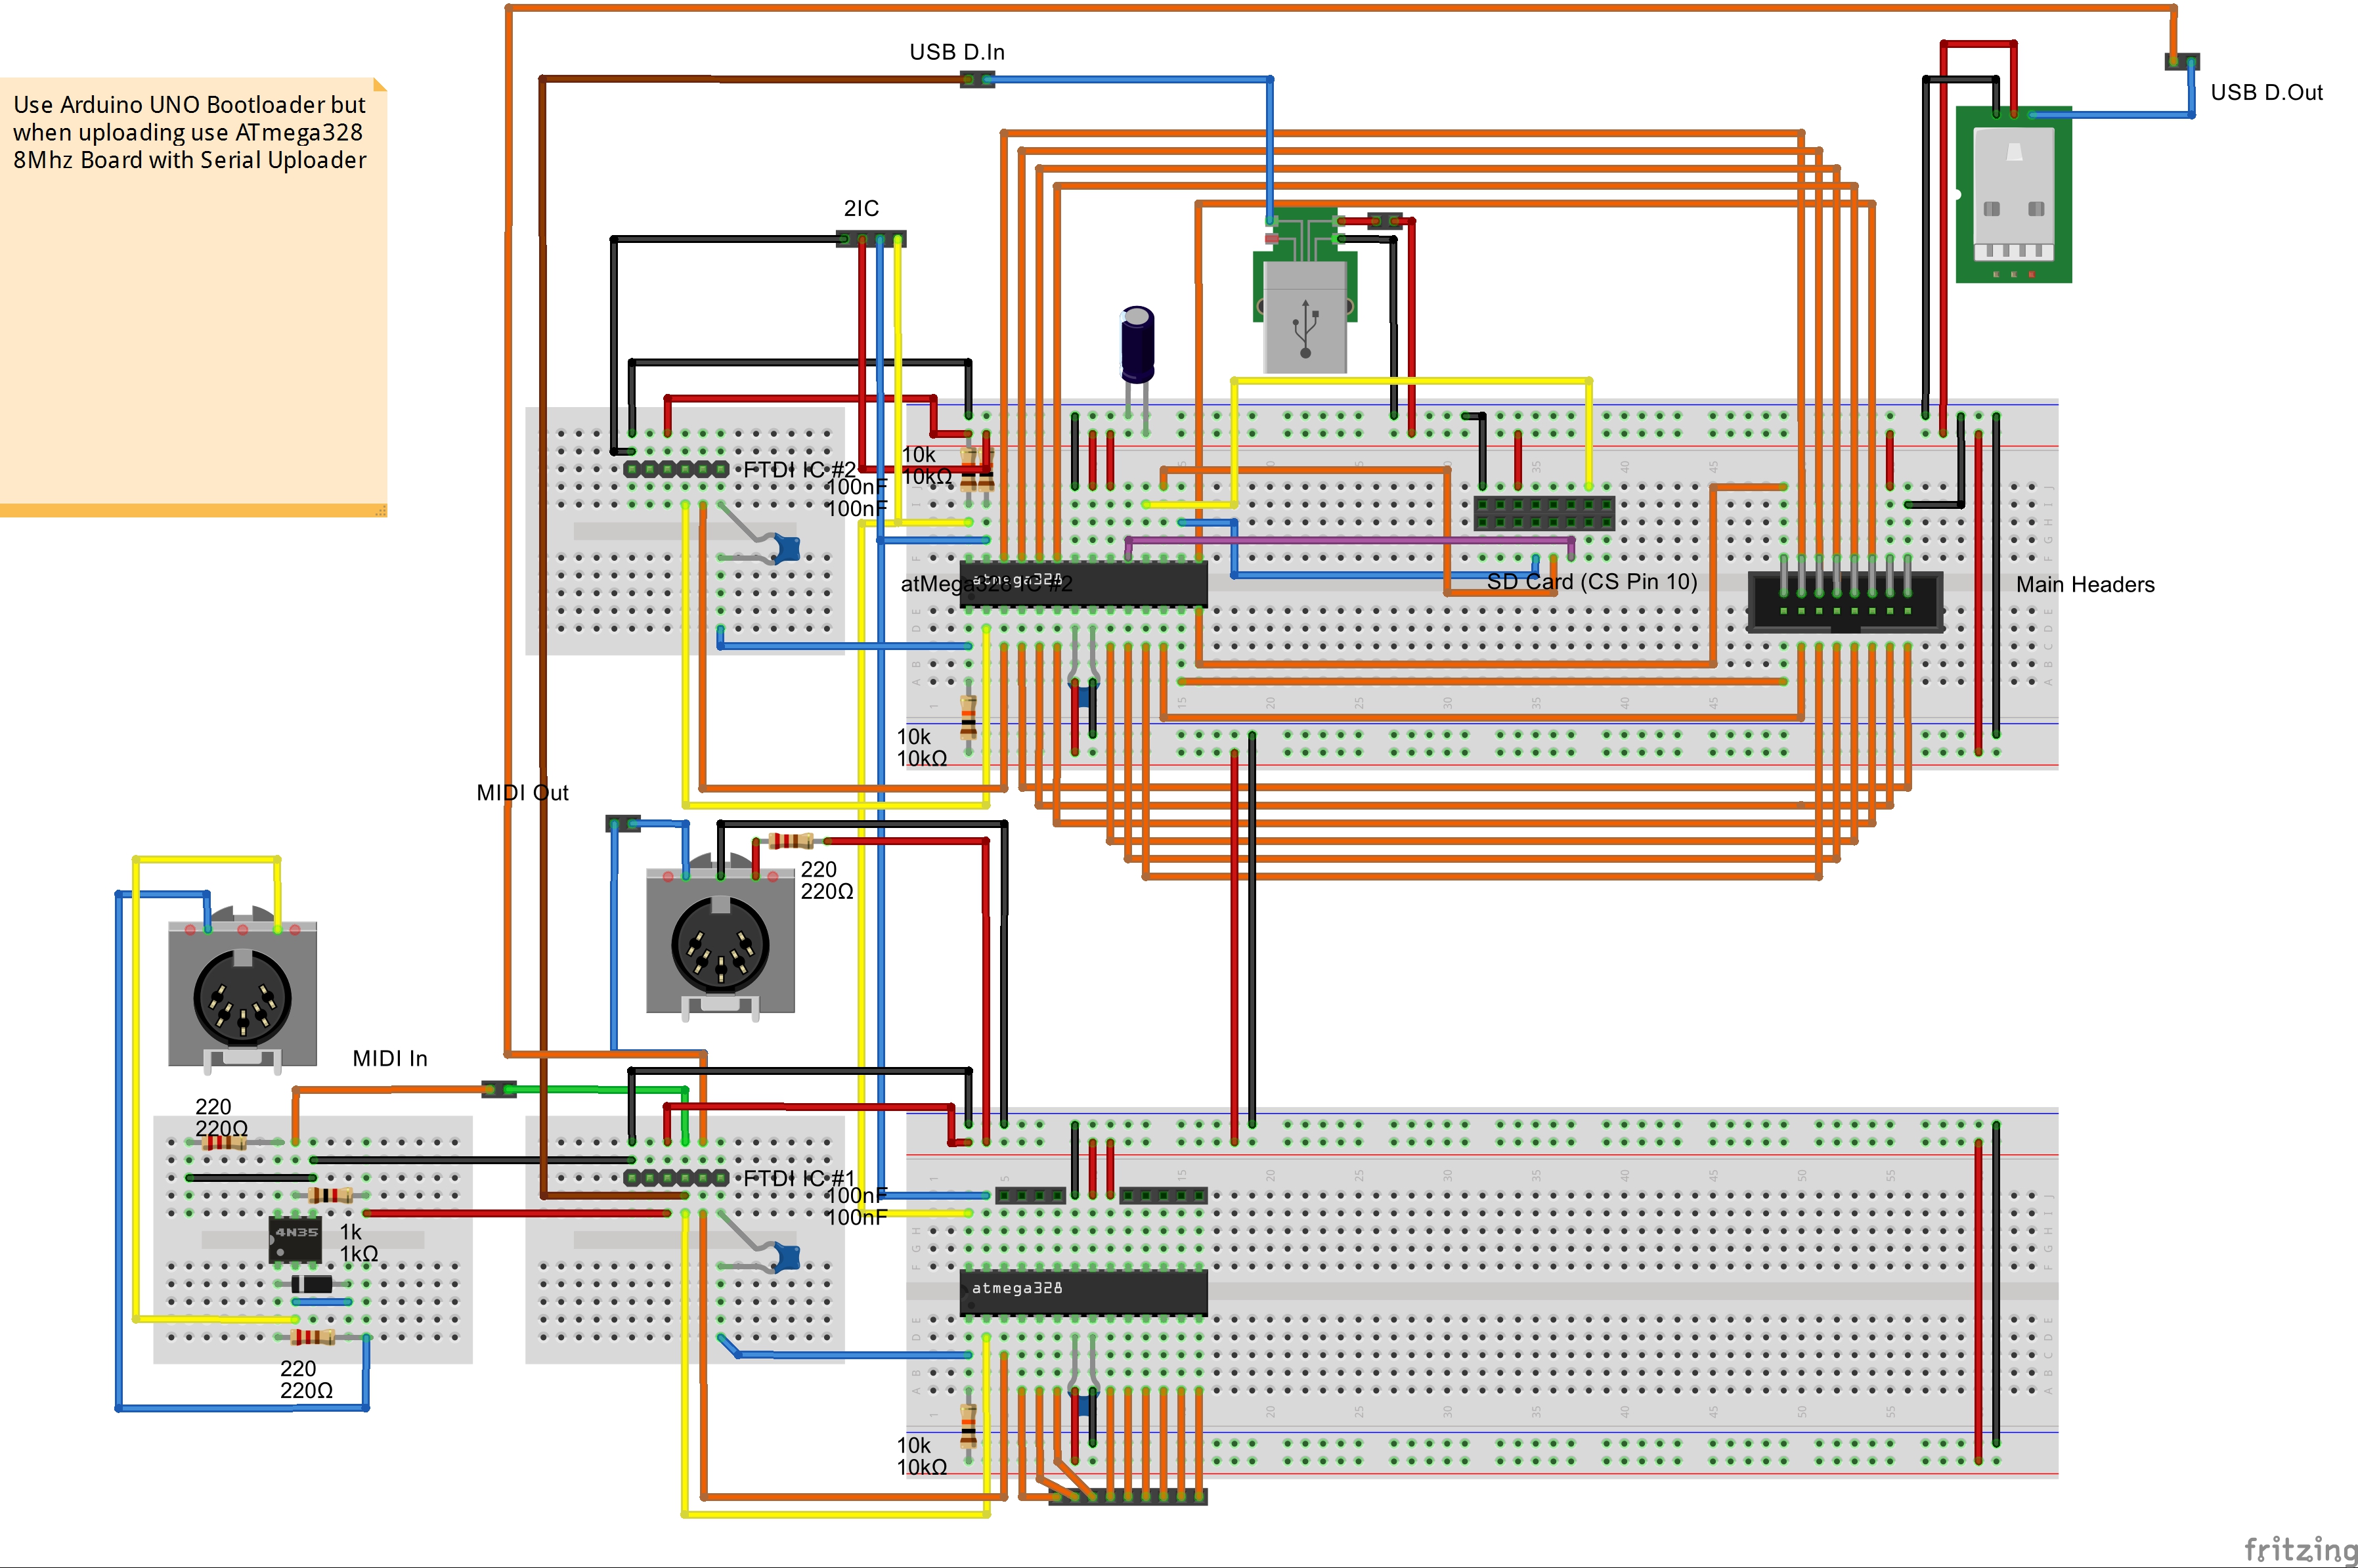 USB D.In
USB D.Out
Use Arduino UNO Bootloader but
when uploading use ATmega328
8Mhz Board with Serial Uploader
2IC
10k
10kΩ
FTDI IC #2
100nF
100nF
atmega328
atMega328 IC #2
SD Card (CS Pin 10)
Main Headers
10k
10kΩ
MIDI Out
220
220Ω
MIDI In
220
220Ω
FTDI IC #1
100nF
100nF
4N35
1k
1kΩ
atmega328
220
220Ω
10k
10kΩ
fritzing